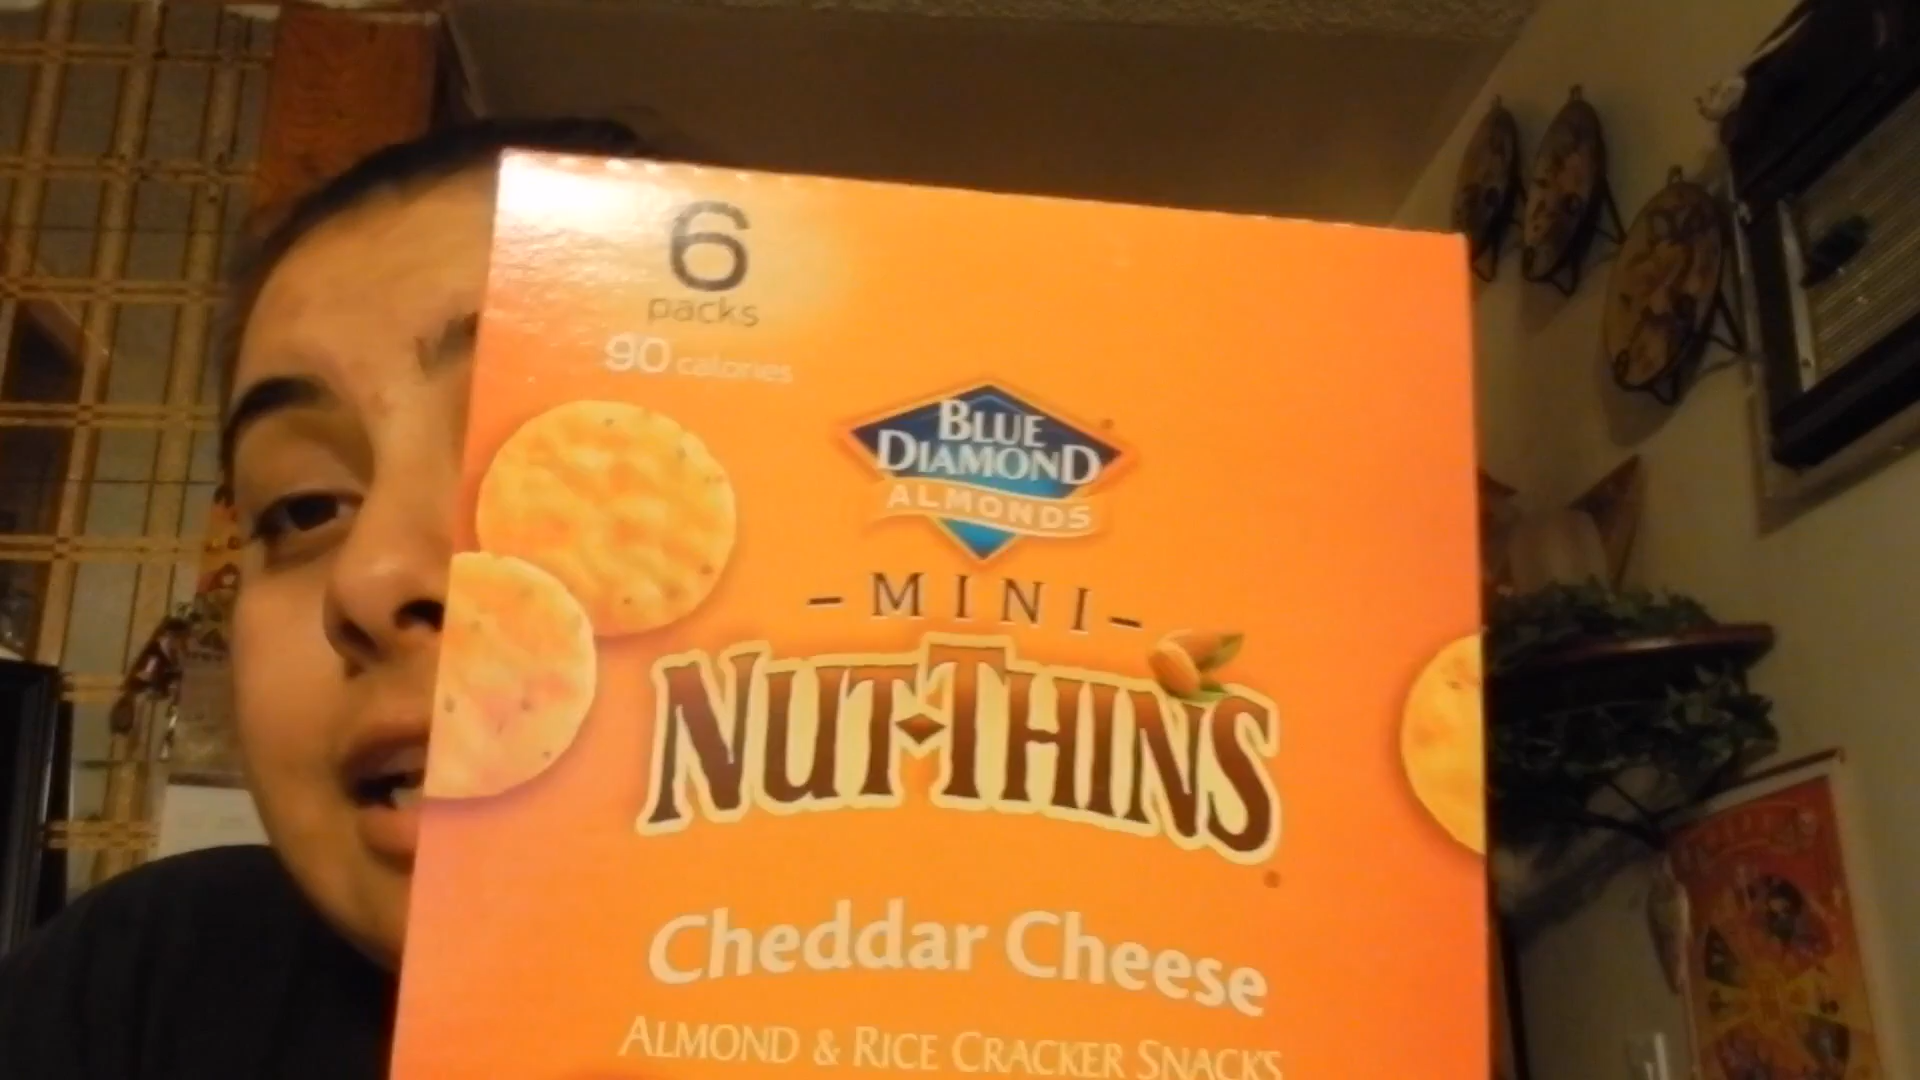 6
packs
90 calories
BLUE
DIAMOND
ALMONDS
-MINI-
NUT·THINS
Cheddar Cheese
ALMOND & RICE CRACKER SNACKS